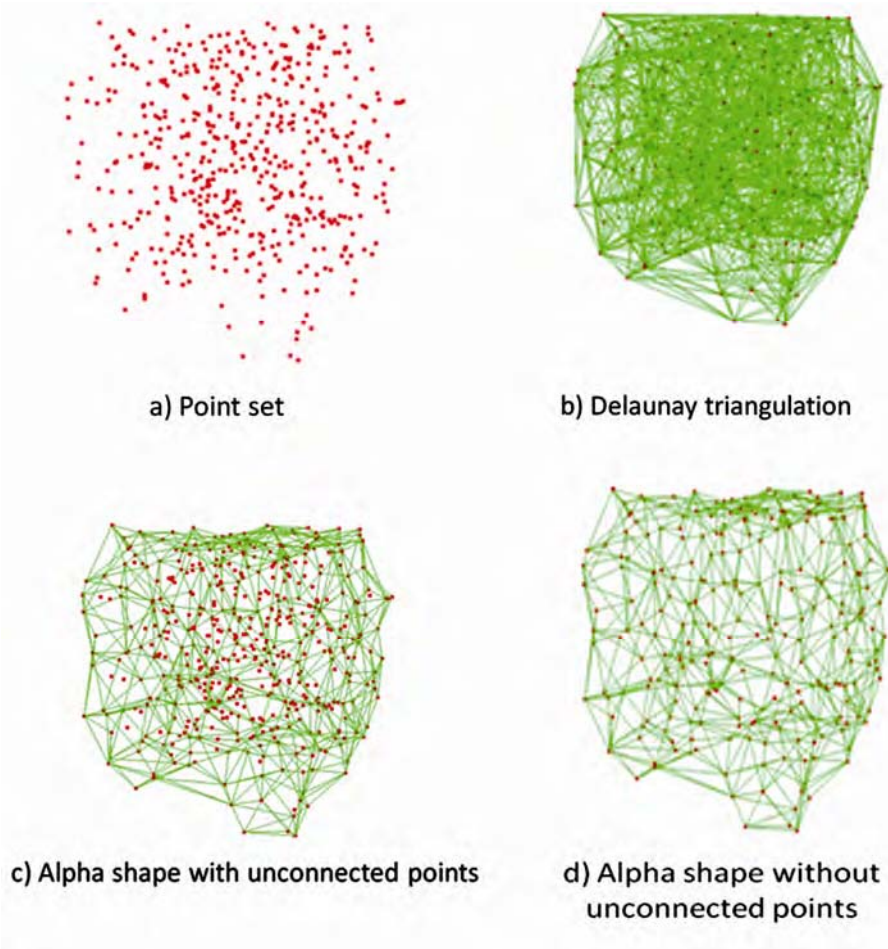 a) Point set
b) Delaunay triangulation
c) Alpha shape with unconnected points
d) Alpha shape without
unconnected points